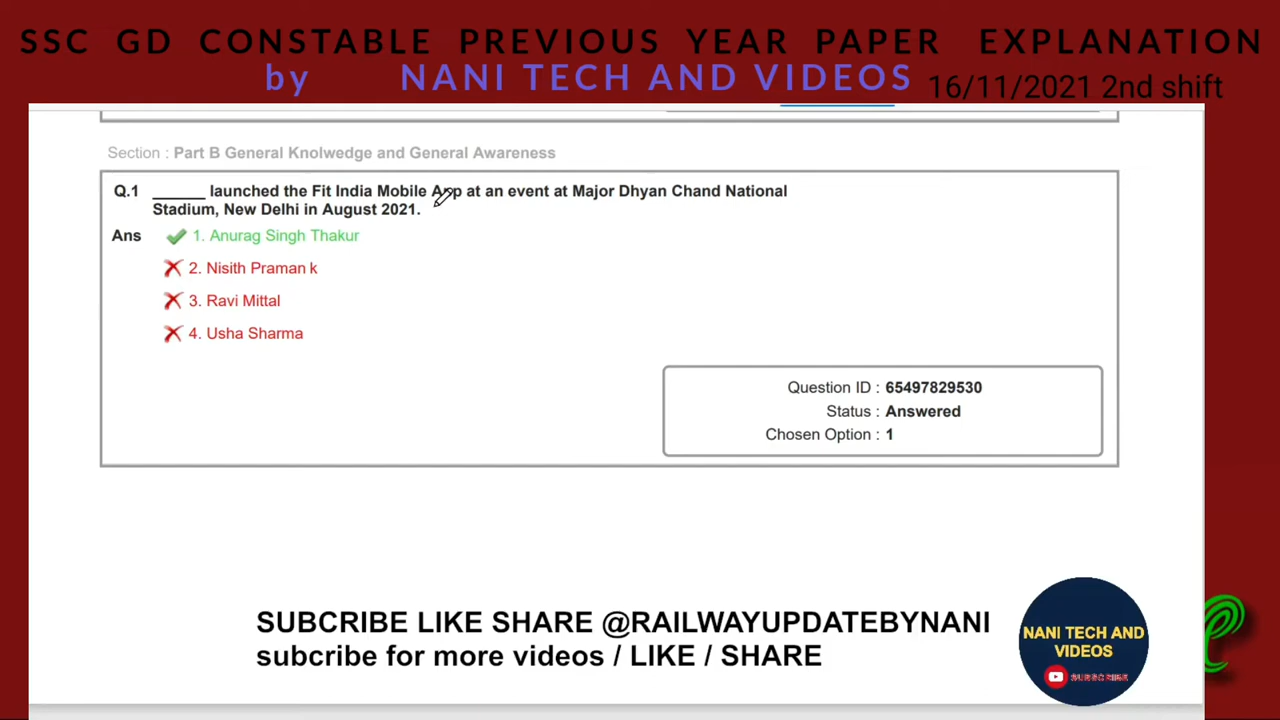 SSC GD CONSTABLE PREVIOUS YEAR PAPER EXPLANATION
by NANI TECH AND VIDEOS
16/11/2021 2nd shift
Section : Part B General Knolwedge and General Awareness
Q.1 ______ launched the Fit India Mobile App at an event at Major Dhyan Chand National
Stadium, New Delhi in August 2021.
Ans 1. Anurag Singh Thakur
2. Nisith Praman k
3. Ravi Mittal
4. Usha Sharma
Question ID : 65497829530
Status : Answered
Chosen Option : 1
SUBCRIBE LIKE SHARE @RAILWAYUPDATEBYNANI
subcribe for more videos / LIKE / SHARE
NANI TECH AND
VIDEOS